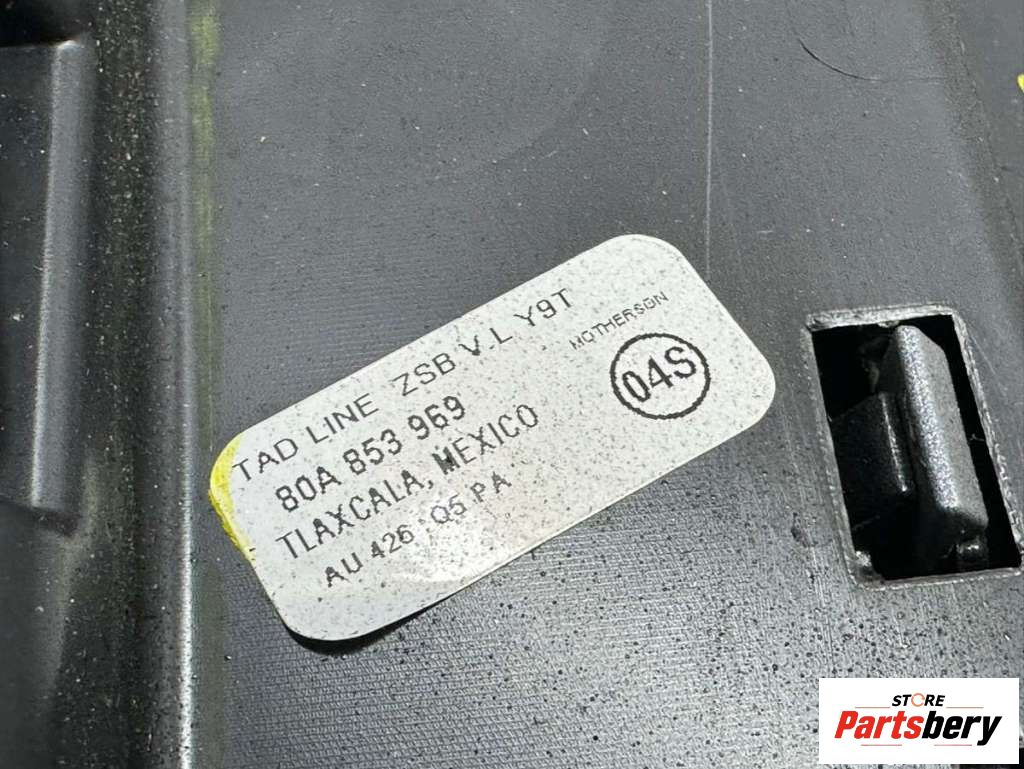 TAD LINE ZSB V.L Y9T
MOTHERSON
80A 853 969
04S
TLAXCALA, MEXICO
AU 426 Q5 PA
STORE
Partsbery